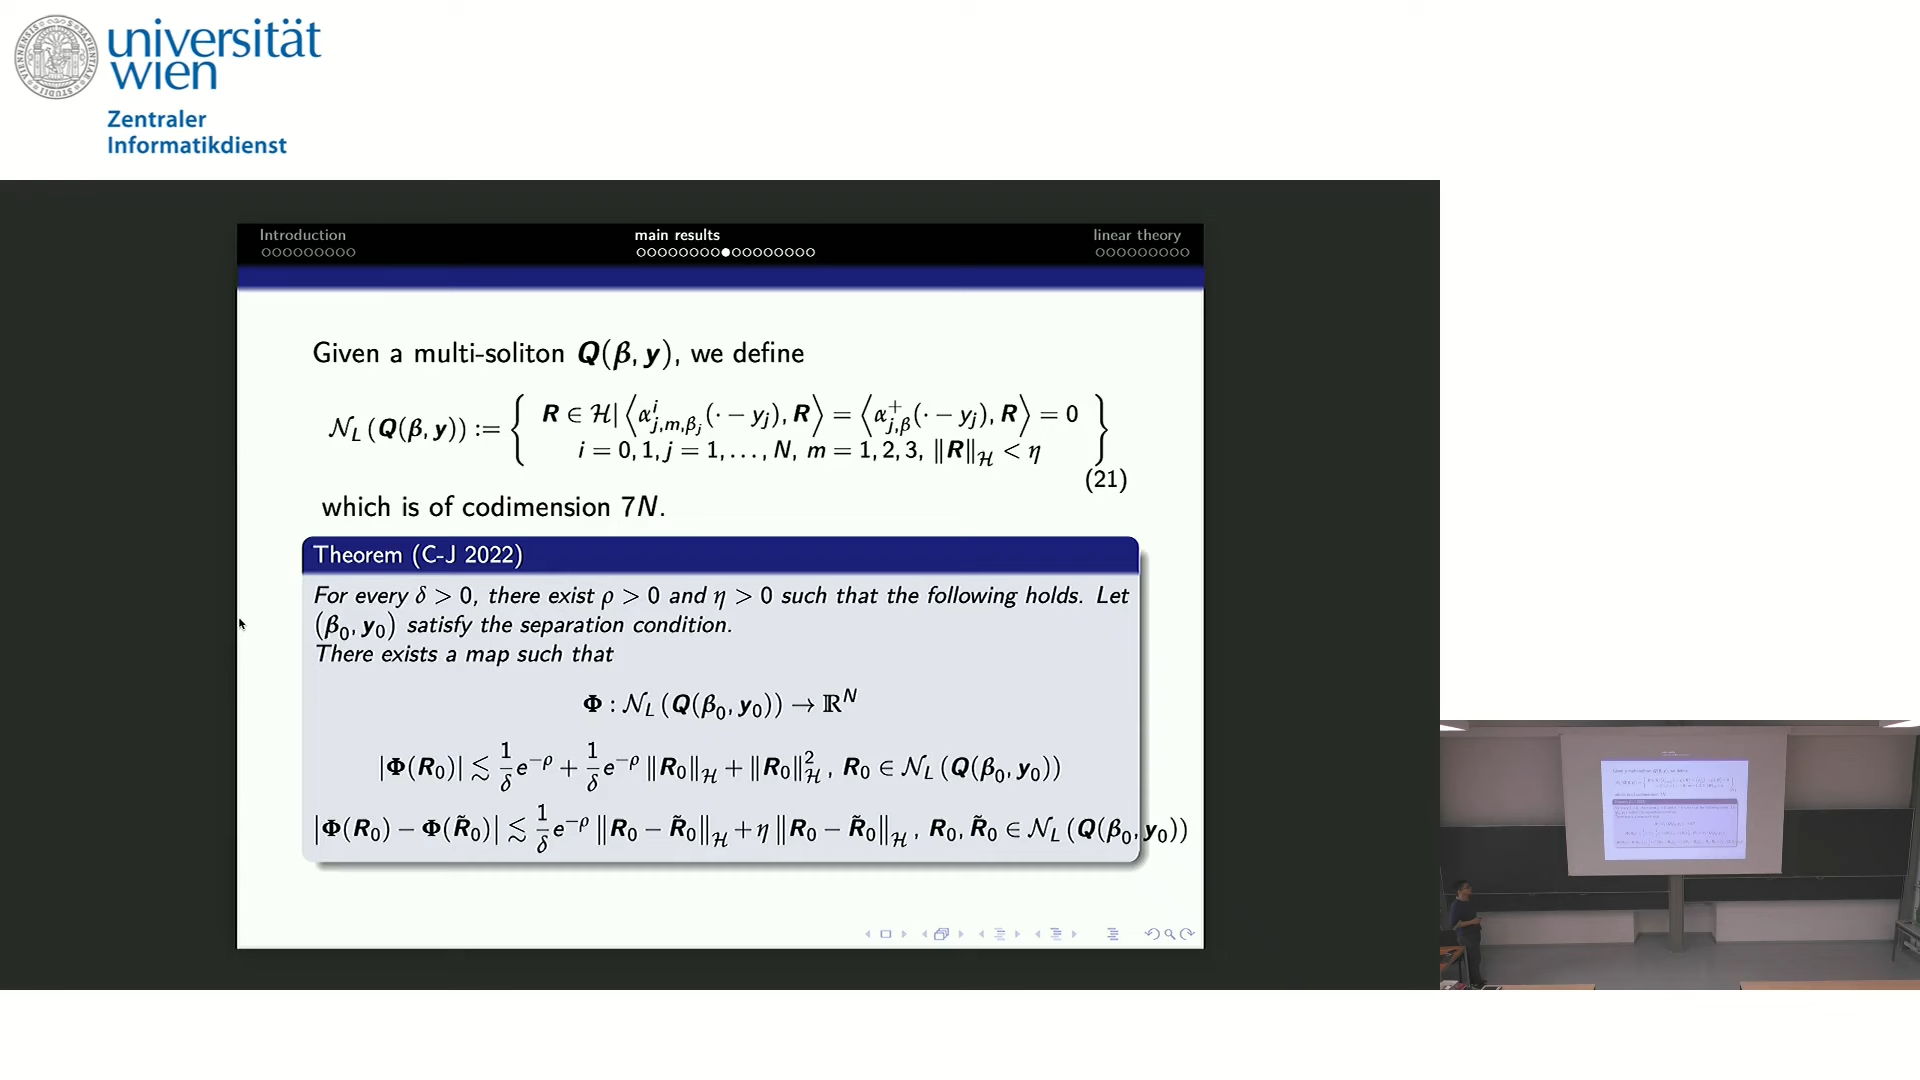 universität
wien
Zentraler
Informatikdienst
Introduction
main results
linear theory
Given a multi-soliton Q(β, y), we define
𝒩_L (Q(β, y)) := { R ∈ ℋ| ⟨α^i_{j,m,β_j}(· − y_j), R⟩ = ⟨α^+_{j,β}(· − y_j), R⟩ = 0
i = 0, 1, j = 1, . . . , N, m = 1, 2, 3, ‖R‖_ℋ < η }
(21)
which is of codimension 7N.
Theorem (C-J 2022)
For every δ > 0, there exist ρ > 0 and η > 0 such that the following holds. Let
(β_0, y_0) satisfy the separation condition.
There exists a map such that
Φ : 𝒩_L (Q(β_0, y_0)) → ℝ^N
|Φ(R_0)| ≲ 1/δ e^{−ρ} + 1/δ e^{−ρ} ‖R_0‖_ℋ + ‖R_0‖²_ℋ , R_0 ∈ 𝒩_L (Q(β_0, y_0))
|Φ(R_0) − Φ(R̃_0)| ≲ 1/δ e^{−ρ} ‖R_0 − R̃_0‖_ℋ + η ‖R_0 − R̃_0‖_ℋ , R_0, R̃_0 ∈ 𝒩_L (Q(β_0, y_0))